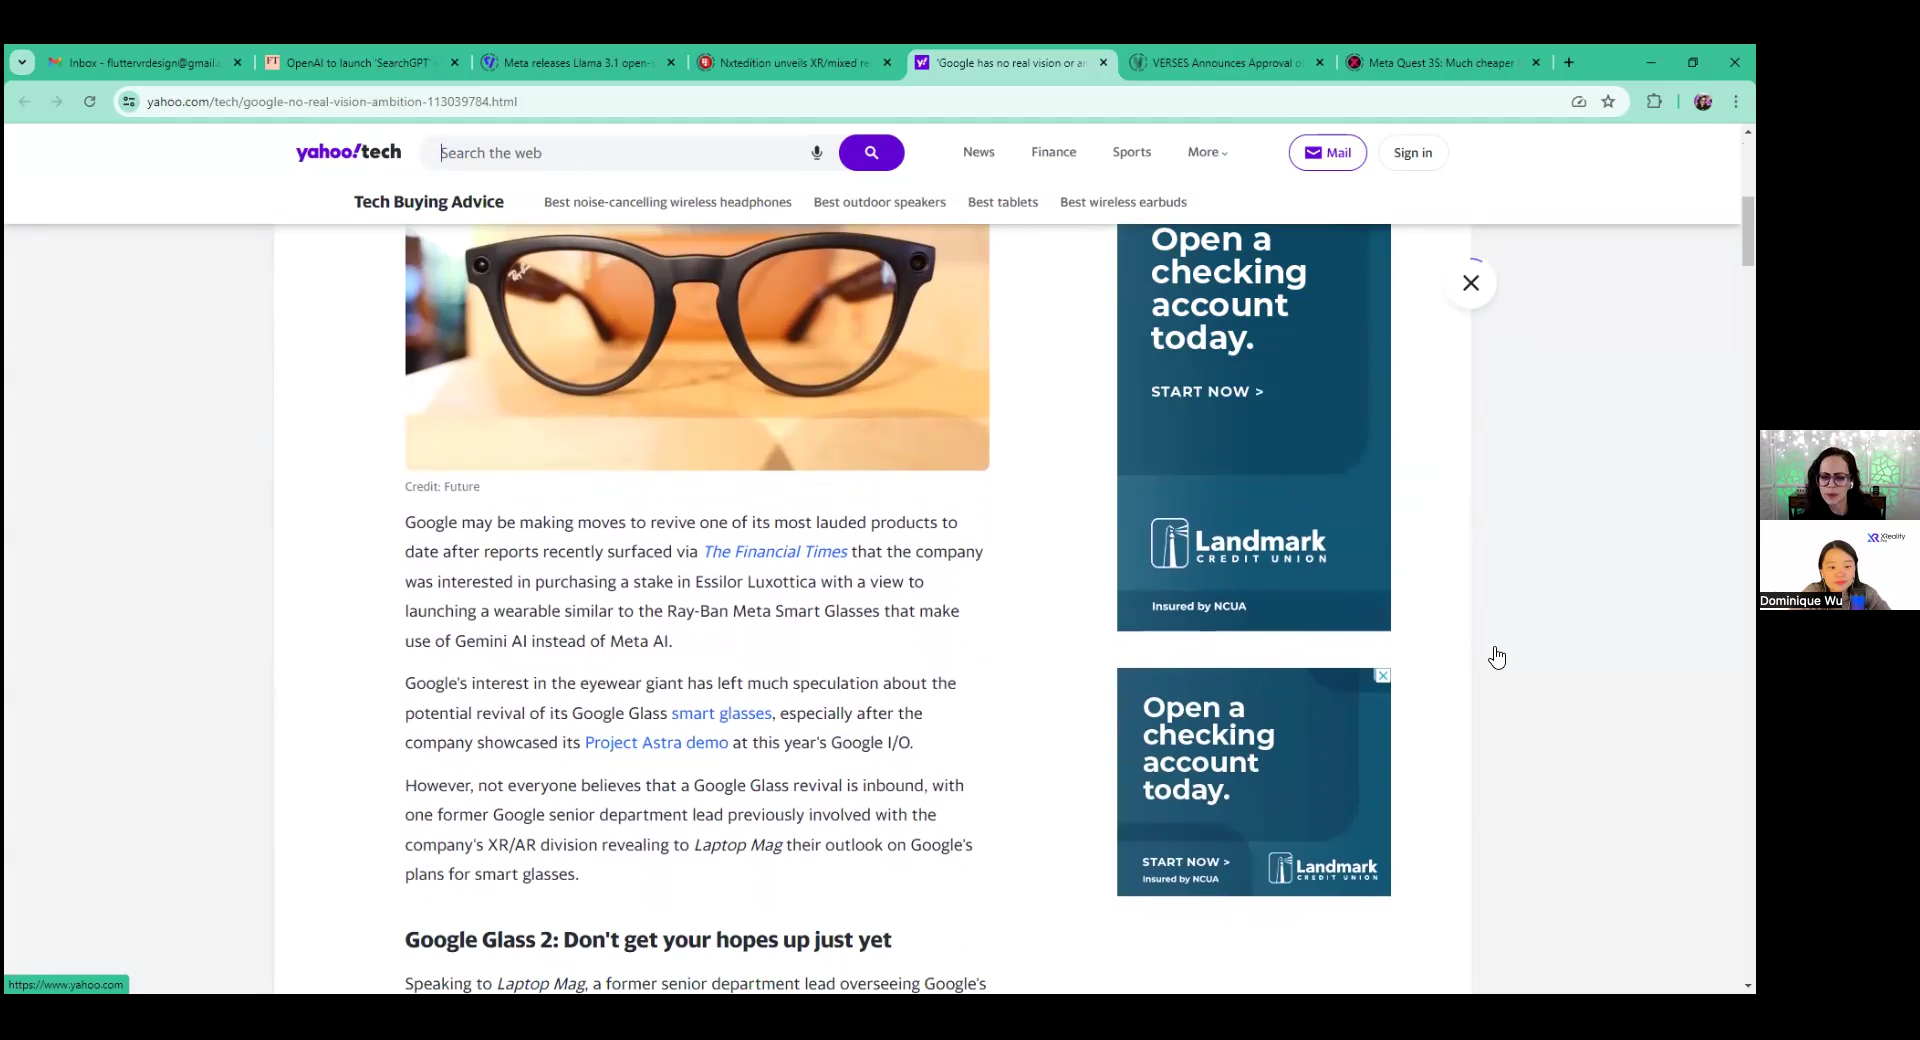 Inbox - fluttervrdesign@gmail.
OpenAI to launch 'SearchGPT'
Meta releases Llama 3.1 open-
Nxtedition unveils XR/mixed re
'Google has no real vision or a
VERSES Announces Approval o
Meta Quest 3S: Much cheaper
yahoo.com/tech/google-no-real-vision-ambition-113039784.html
yahoo!tech
Search the web
News
Finance
Sports
More
Mail
Sign in
Tech Buying Advice
Best noise-cancelling wireless headphones
Best outdoor speakers
Best tablets
Best wireless earbuds
Ray-Ban
Credit: Future
Google may be making moves to revive one of its most lauded products to
date after reports recently surfaced via The Financial Times that the company
was interested in purchasing a stake in Essilor Luxottica with a view to
launching a wearable similar to the Ray-Ban Meta Smart Glasses that make
use of Gemini AI instead of Meta AI.
Google's interest in the eyewear giant has left much speculation about the
potential revival of its Google Glass smart glasses, especially after the
company showcased its Project Astra demo at this year's Google I/O.
However, not everyone believes that a Google Glass revival is inbound, with
one former Google senior department lead previously involved with the
company's XR/AR division revealing to Laptop Mag their outlook on Google's
plans for smart glasses.
Google Glass 2: Don't get your hopes up just yet
Speaking to Laptop Mag, a former senior department lead overseeing Google's
Open a
checking
account
today.
START NOW >
Landmark
CREDIT UNION
Insured by NCUA
Open a
checking
account
today.
START NOW >
Insured by NCUA
Landmark
CREDIT UNION
XReality
Dominique Wu
https://www.yahoo.com